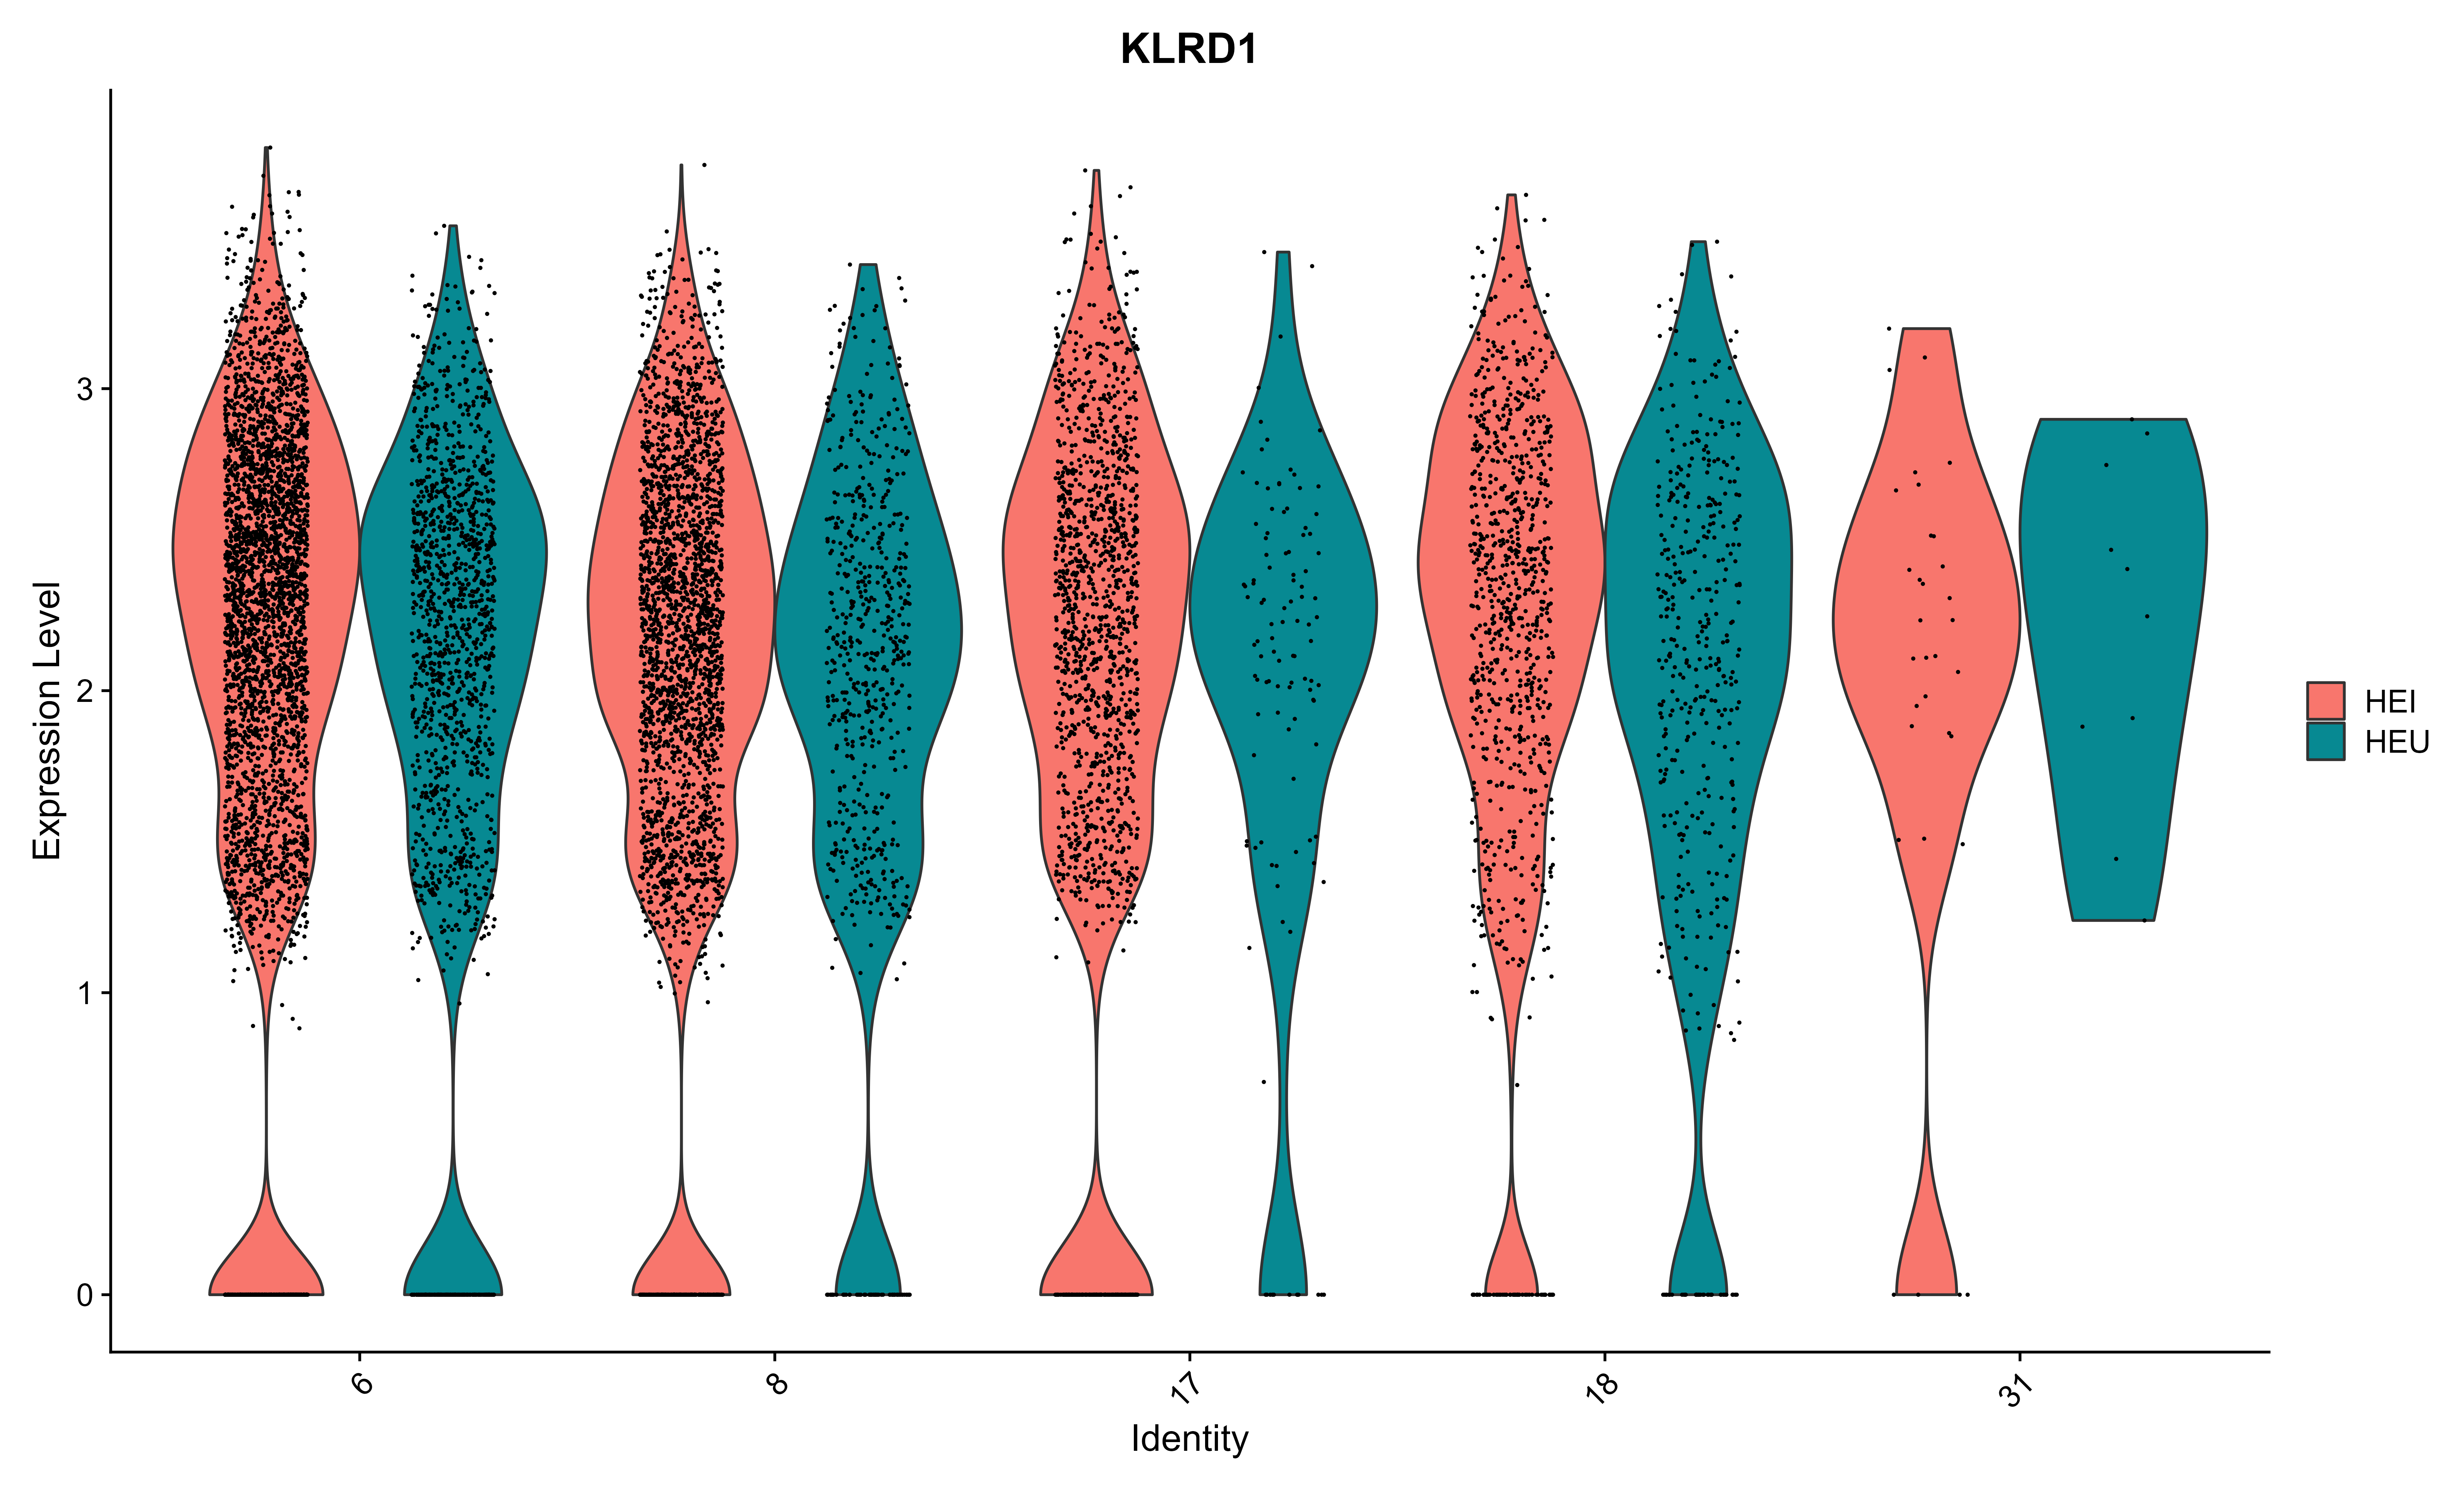 KLRD1
Expression Level
3
2
1
0
6
8
17
18
31
Identity
HEI
HEU